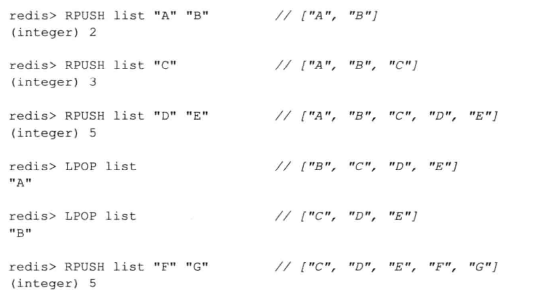 redis> RPUSH list "A" "B" // ["A", "B"]
(integer) 2
redis> RPUSH list "C" // ["A", "B", "C"]
(integer) 3
redis> RPUSH list "D" "E" // ["A", "B", "C", "D", "E"]
(integer) 5
redis> LPOP list // ["B", "C", "D", "E"]
"A"
redis> LPOP list // ["C", "D", "E"]
"B"
redis> RPUSH list "F" "G" // ["C", "D", "E", "F", "G"]
(integer) 5